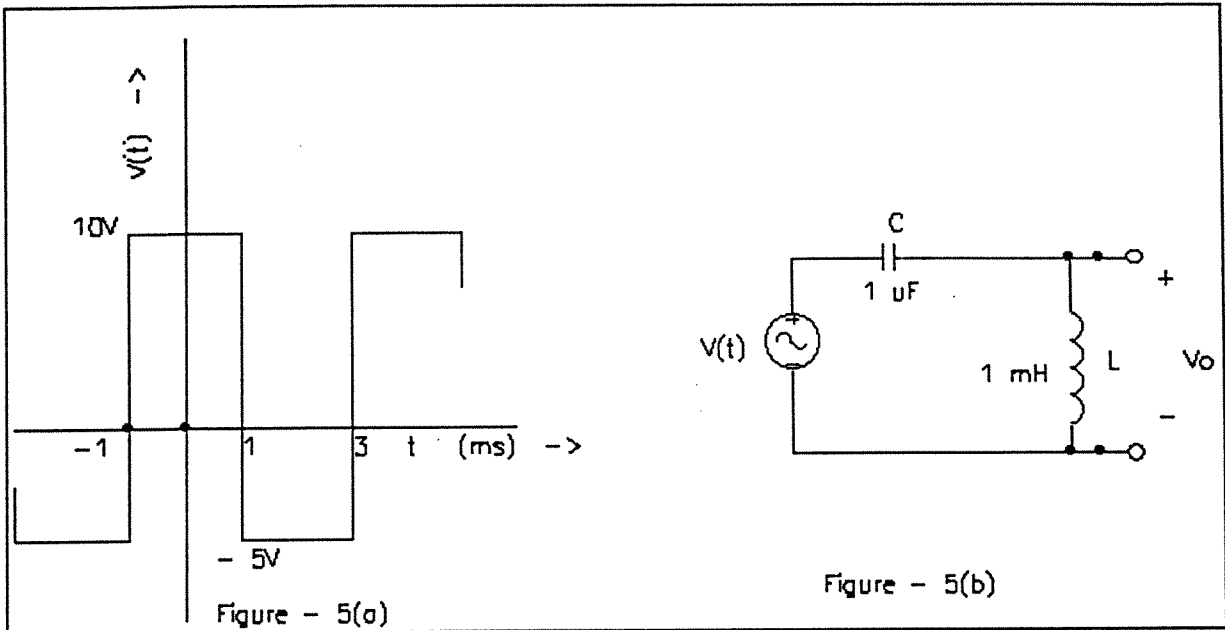 V(t) ->
10V
-1
1
3
t (ms) ->
- 5V
Figure - 5(a)
C
1 uF
V(t)
+
-
1 mH
L
+
Vo
-
Figure - 5(b)